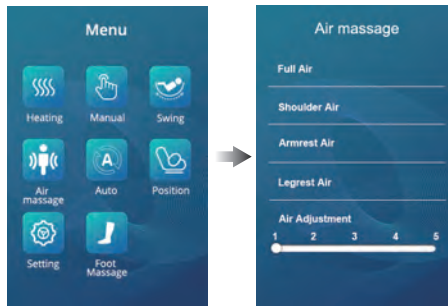 Menu
Heating
Manual
Swing
Air
massage
A
Auto
Position
Setting
Foot
Massage
Air massage
Full Air
Shoulder Air
Armrest Air
Legrest Air
Air Adjustment
1 2 3 4 5